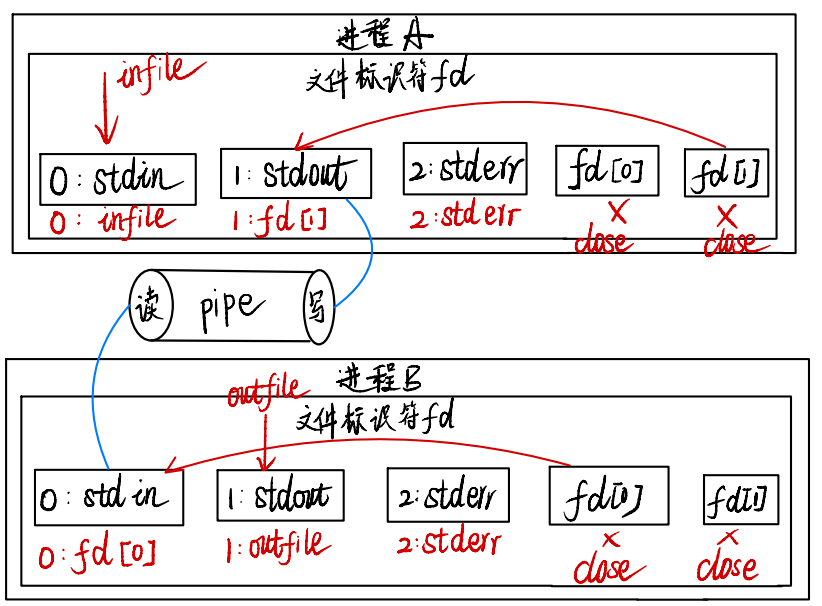 进程A
infile
文件标识符fd
0:stdin
1:stdout
2:stderr
fd[0]
fd[1]
0:infile
1:fd[1]
2:stderr
close
close
读
pipe
写
进程B
outfile
文件标识符fd
0:stdin
1:stdout
2:stderr
fd[0]
fd[1]
0:fd[0]
1:outfile
2:stderr
close
close